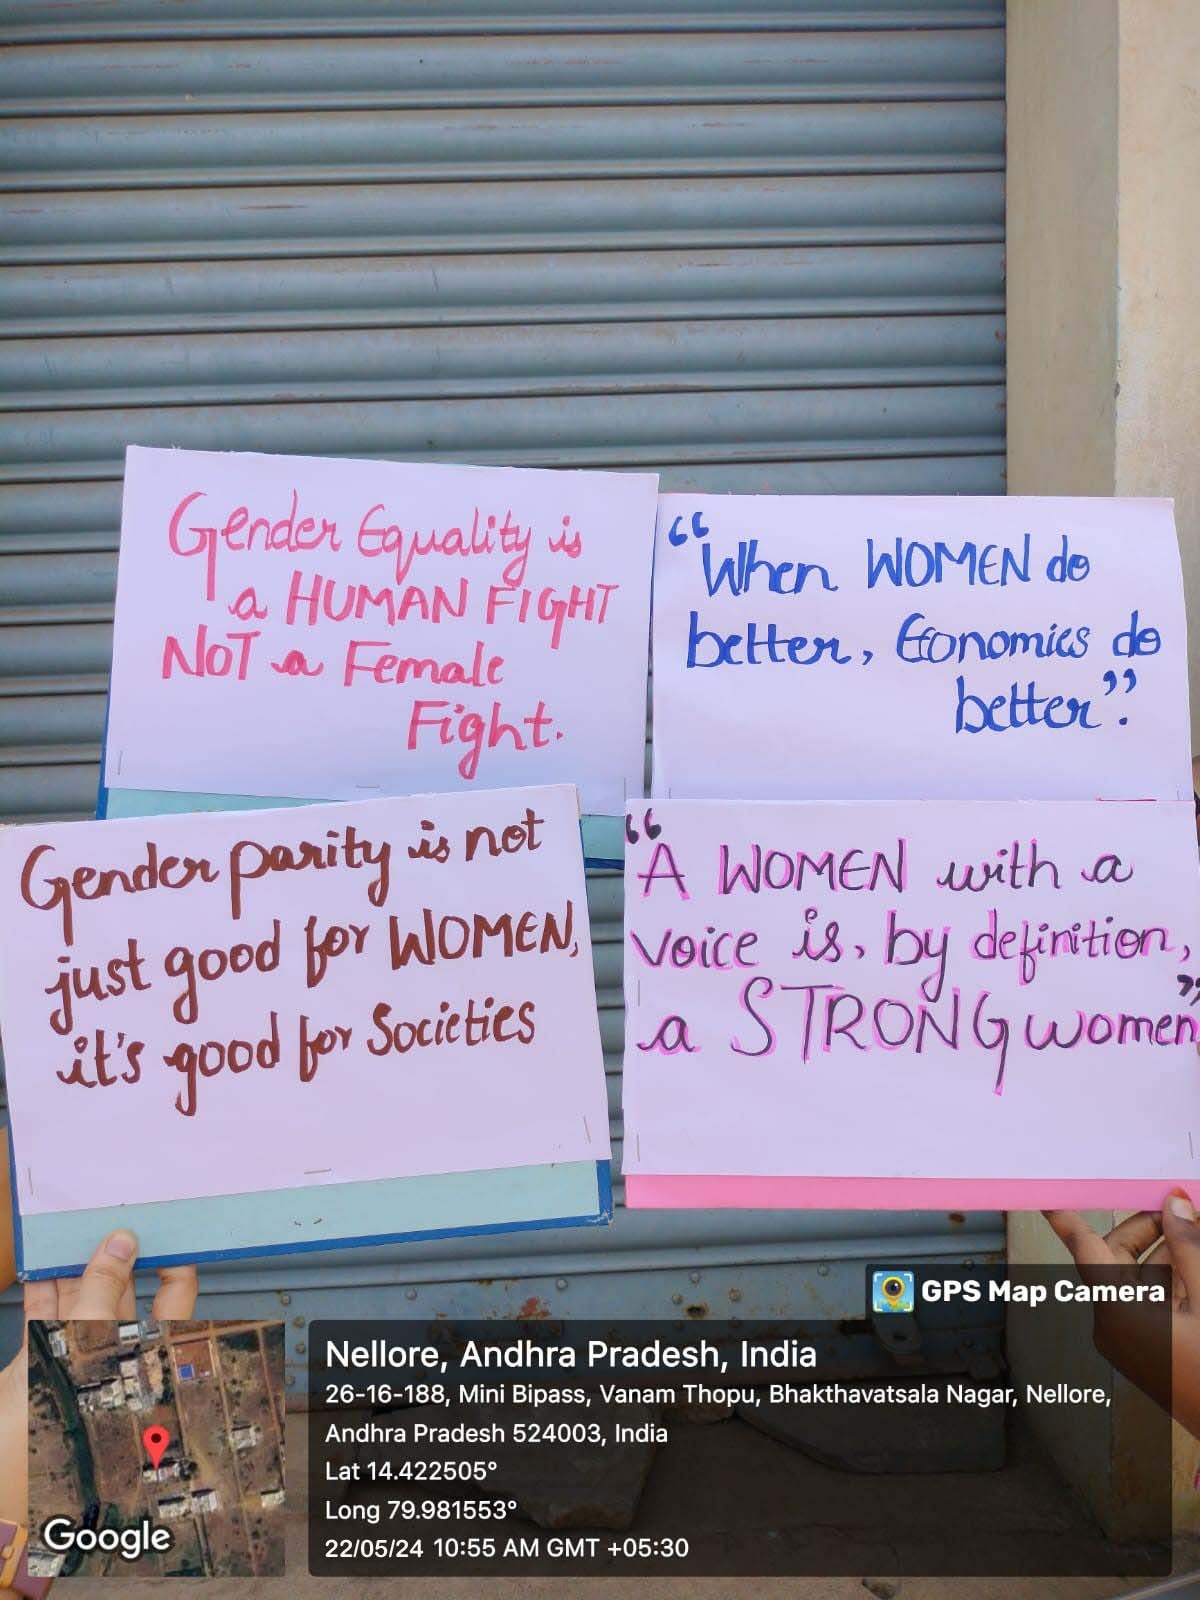 Gender Equality is
a HUMAN FIGHT
NOT a Female
Fight.
"When WOMEN do
better, Economics do
better".
Gender parity is not
just good for WOMEN,
it's good for Societies
"A WOMEN with a
voice is, by definition,
a STRONG women"
GPS Map Camera
Nellore, Andhra Pradesh, India
26-16-188, Mini Bipass, Vanam Thopu, Bhakthavatsala Nagar, Nellore,
Andhra Pradesh 524003, India
Lat 14.422505°
Long 79.981553°
22/05/24 10:55 AM GMT +05:30
Google